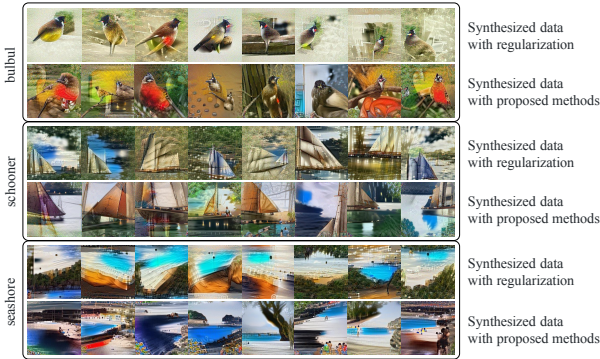 bulbul
Synthesized data
with regularization
Synthesized data
with proposed methods
schooner
Synthesized data
with regularization
Synthesized data
with proposed methods
seashore
Synthesized data
with regularization
Synthesized data
with proposed methods